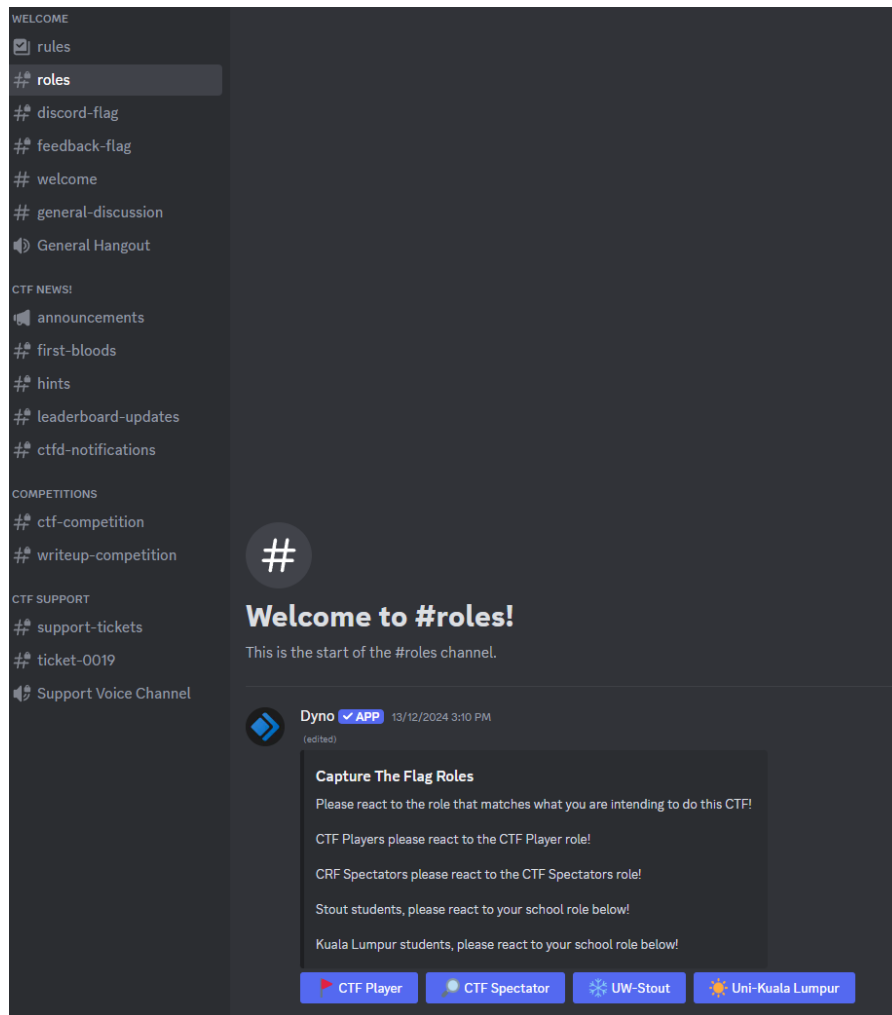 WELCOME
rules
roles
discord-flag
feedback-flag
welcome
general-discussion
General Hangout
CTF NEWS!
announcements
first-bloods
hints
leaderboard-updates
ctfd-notifications
COMPETITIONS
ctf-competition
writeup-competition
CTF SUPPORT
support-tickets
ticket-0019
Support Voice Channel
Welcome to #roles!
This is the start of the #roles channel.
Dyno APP 13/12/2024 3:10 PM
(edited)
Capture The Flag Roles
Please react to the role that matches what you are intending to do this CTF!
CTF Players please react to the CTF Player role!
CRF Spectators please react to the CTF Spectators role!
Stout students, please react to your school role below!
Kuala Lumpur students, please react to your school role below!
CTF Player CTF Spectator UW-Stout Uni-Kuala Lumpur